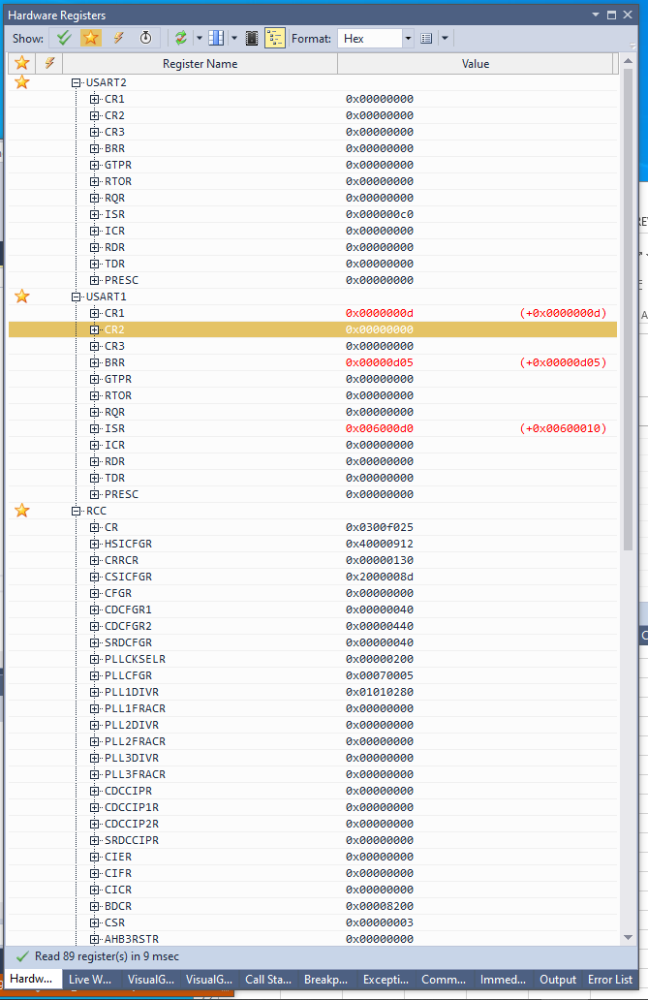 Hardware Registers
Show: Format: Hex
Register Name Value
USART2
CR1 0x00000000
CR2 0x00000000
CR3 0x00000000
BRR 0x00000000
GTPR 0x00000000
RTOR 0x00000000
RQR 0x00000000
ISR 0x000000c0
ICR 0x00000000
RDR 0x00000000
TDR 0x00000000
PRESC 0x00000000
USART1
CR1 0x0000000d (+0x0000000d)
CR2 0x00000000
CR3 0x00000000
BRR 0x00000d05 (+0x00000d05)
GTPR 0x00000000
RTOR 0x00000000
RQR 0x00000000
ISR 0x006000d0 (+0x00600010)
ICR 0x00000000
RDR 0x00000000
TDR 0x00000000
PRESC 0x00000000
RCC
CR 0x0300f025
HSICFGR 0x40000912
CRRCR 0x00000130
CSICFGR 0x2000008d
CFGR 0x00000000
CDCFGR1 0x00000040
CDCFGR2 0x00000440
SRDCFGR 0x00000040
PLLCKSELR 0x00000200
PLLCFGR 0x00070005
PLL1DIVR 0x01010280
PLL1FRACR 0x00000000
PLL2DIVR 0x00000000
PLL2FRACR 0x00000000
PLL3DIVR 0x00000000
PLL3FRACR 0x00000000
CDCCIPR 0x00000000
CDCCIP1R 0x00000000
CDCCIP2R 0x00000000
SRDCCIPR 0x00000000
CIER 0x00000000
CIFR 0x00000000
CICR 0x00000000
BDCR 0x00008200
CSR 0x00000003
AHB3RSTR 0x00000000
Read 89 register(s) in 9 msec
Hardw... Live W... VisualG... VisualG... Call Sta... Breakp... Excepti... Comm... Immed... Output Error List